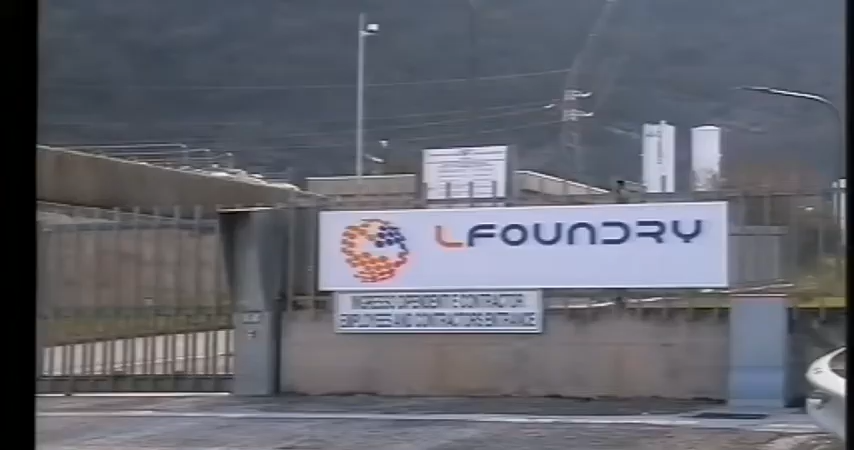 LFOUNDRY
INGRESSO DIPENDENTI E CONTRACTOR
EMPLOYEES AND CONTRACTORS ENTRANCE